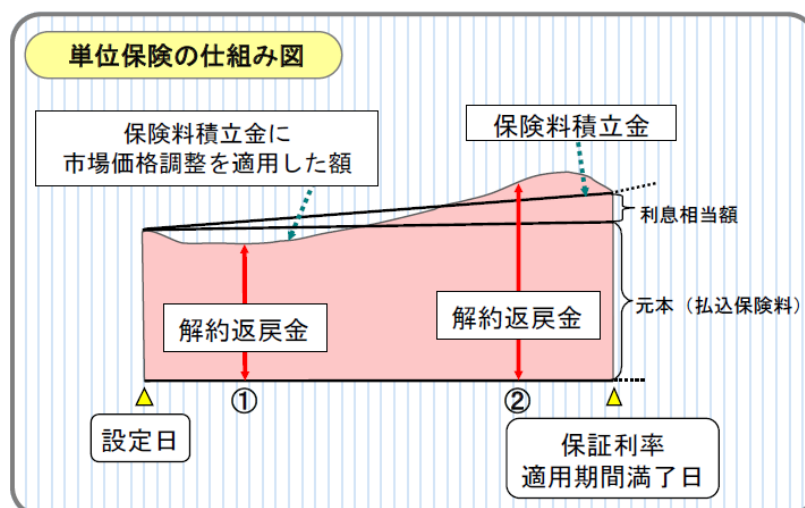 単位保険の仕組み図
保険料積立金に
市場価格調整を適用した額
保険料積立金
利息相当額
元本（払込保険料）
解約返戻金
解約返戻金
①
②
設定日
保証利率
適用期間満了日